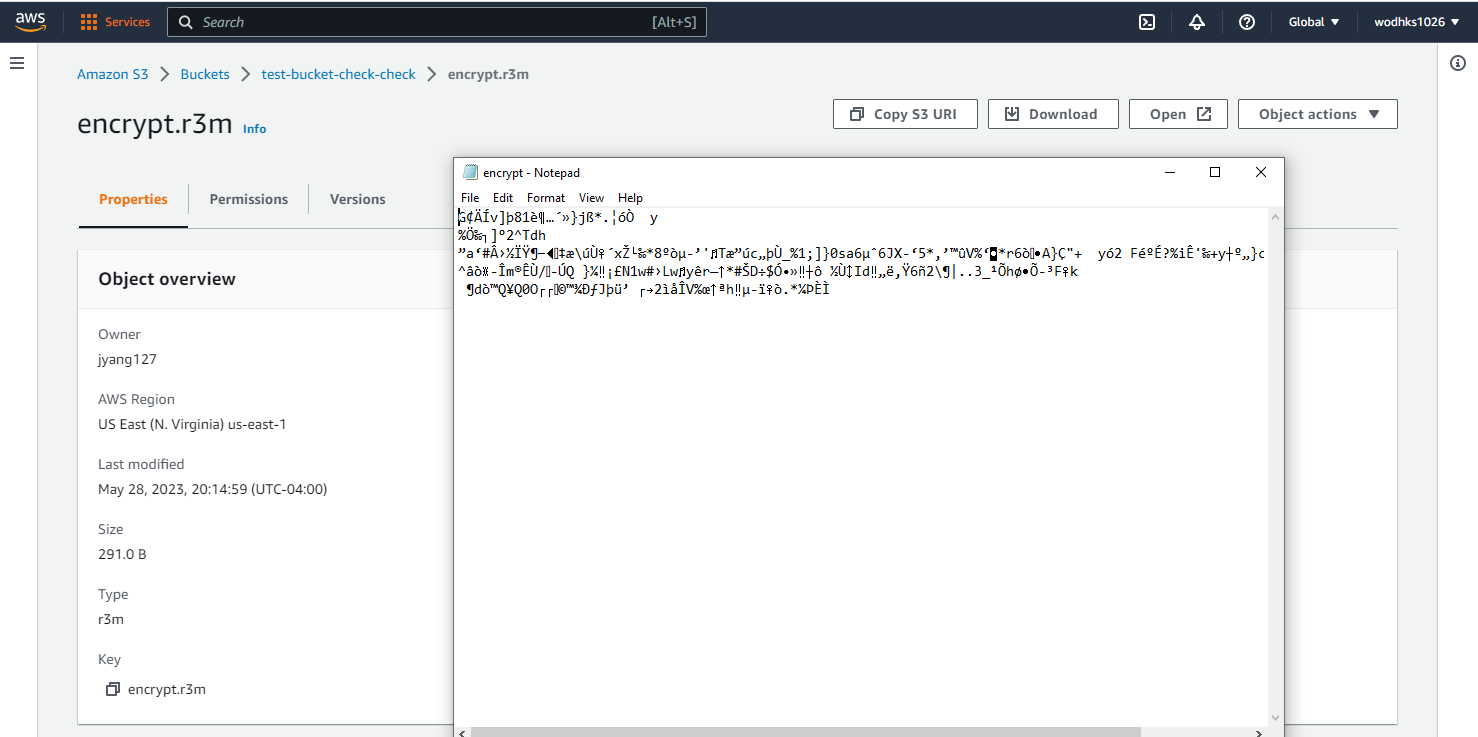 aws
Services
Search
[Alt+S]
Global
wodhks1026
Amazon S3
Buckets
test-bucket-check-check
encrypt.r3m
encrypt.r3m
Info
Copy S3 URI
Download
Open
Object actions
Properties
Permissions
Versions
Object overview
Owner
jyang127
AWS Region
US East (N. Virginia) us-east-1
Last modified
May 28, 2023, 20:14:59 (UTC-04:00)
Size
291.0 B
Type
r3m
Key
encrypt.r3m
encrypt - Notepad
File
Edit
Format
View
Help